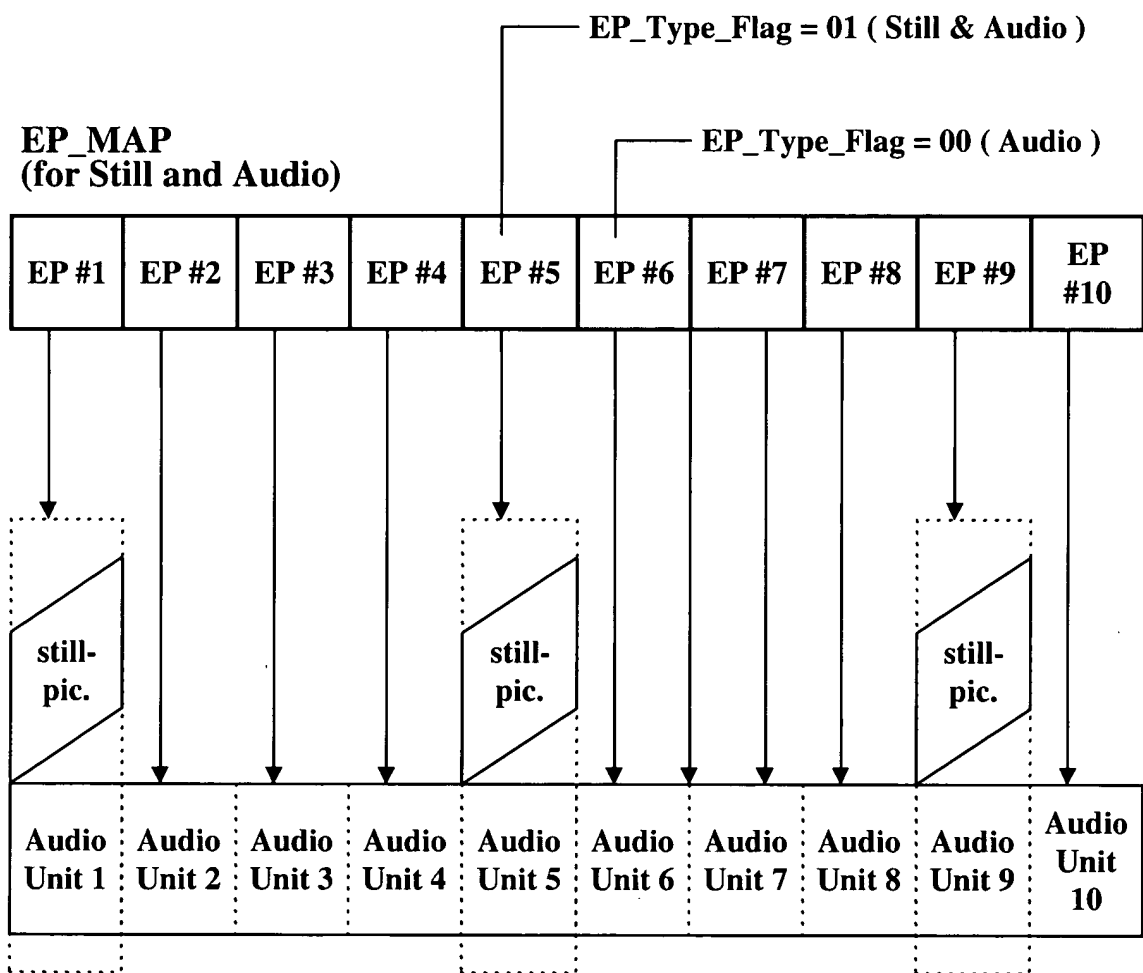 EP_Type_Flag = 01 ( Still & Audio )
EP_Type_Flag = 00 ( Audio )
EP_MAP
(for Still and Audio)
EP #1
EP #2
EP #3
EP #4
EP #5
EP #6
EP #7
EP #8
EP #9
EP
#10
still-
pic.
still-
pic.
still-
pic.
Audio
Unit 1
Audio
Unit 2
Audio
Unit 3
Audio
Unit 4
Audio
Unit 5
Audio
Unit 6
Audio
Unit 7
Audio
Unit 8
Audio
Unit 9
Audio
Unit
10